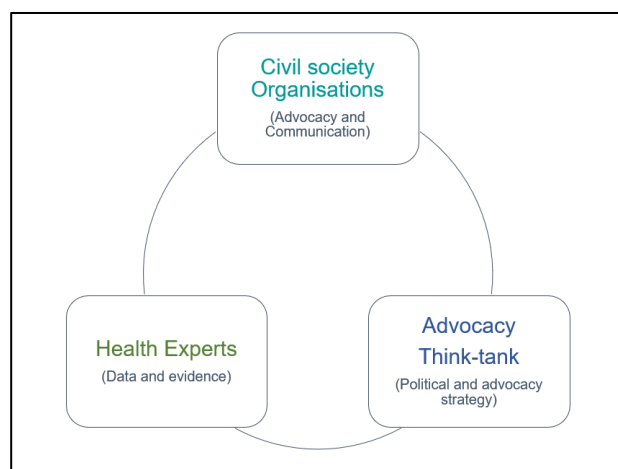 Civil society
Organisations
(Advocacy and
Communication)
Health Experts
(Data and evidence)
Advocacy
Think-tank
(Political and advocacy
strategy)